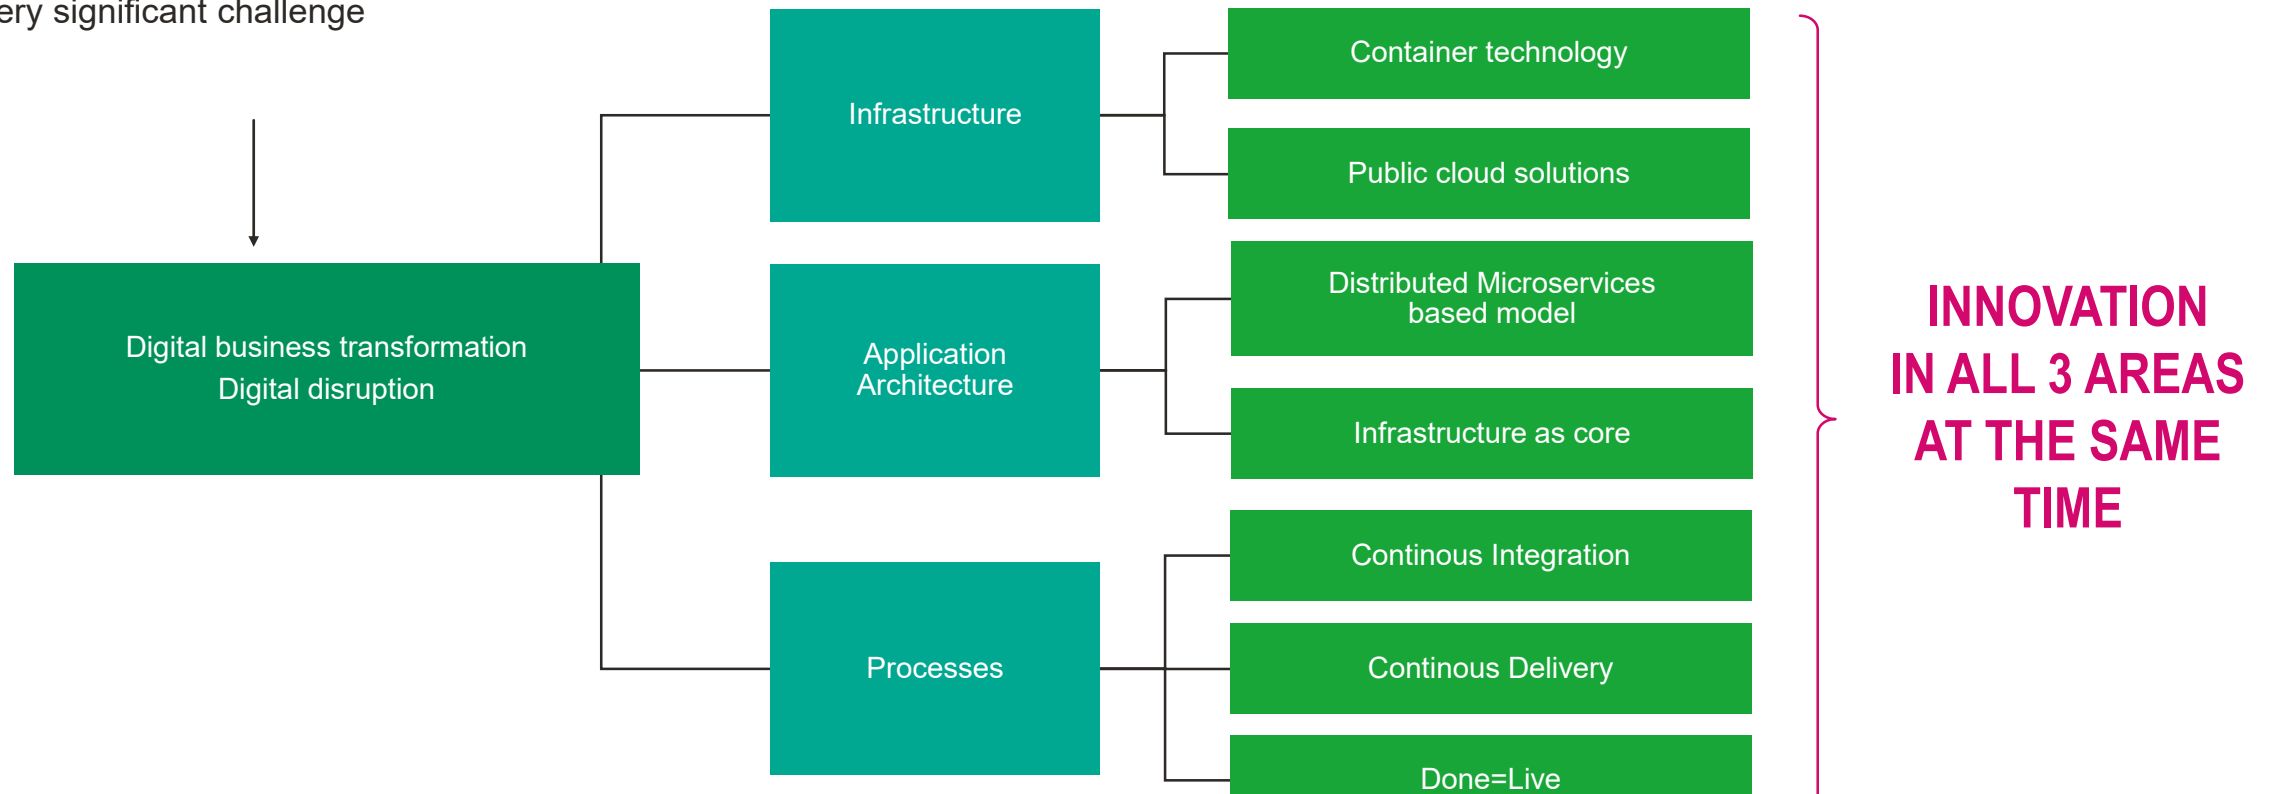 ery significant challenge
Digital business transformation
Digital disruption
Infrastructure
Container technology
Public cloud solutions
Application
Architecture
Distributed Microservices
based model
Infrastructure as core
Processes
Continous Integration
Continous Delivery
Done=Live
INNOVATION
IN ALL 3 AREAS
AT THE SAME
TIME